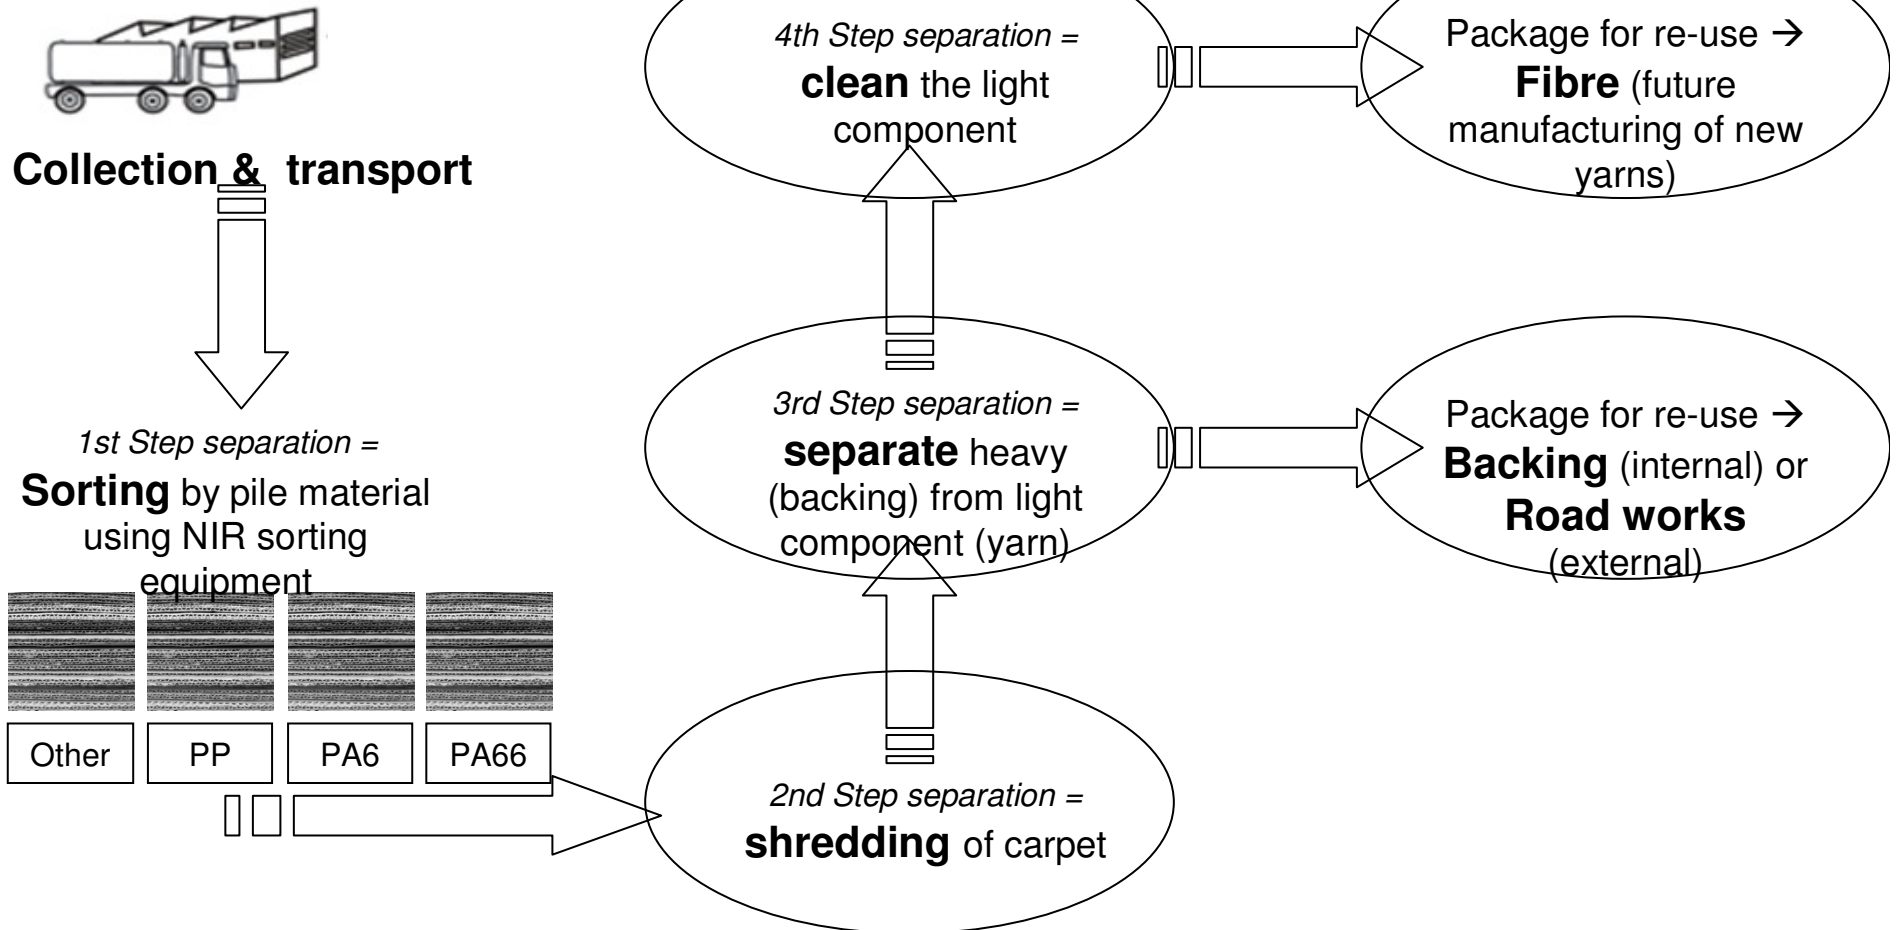 Collection & transport
1st Step separation =
Sorting by pile material
using NIR sorting
equipment
Other
PP
PA6
PA66
2nd Step separation =
shredding of carpet
3rd Step separation =
separate heavy
(backing) from light
component (yarn)
Package for re-use →
Backing (internal) or
Road works
(external)
4th Step separation =
clean the light
component
Package for re-use →
Fibre (future
manufacturing of new
yarns)